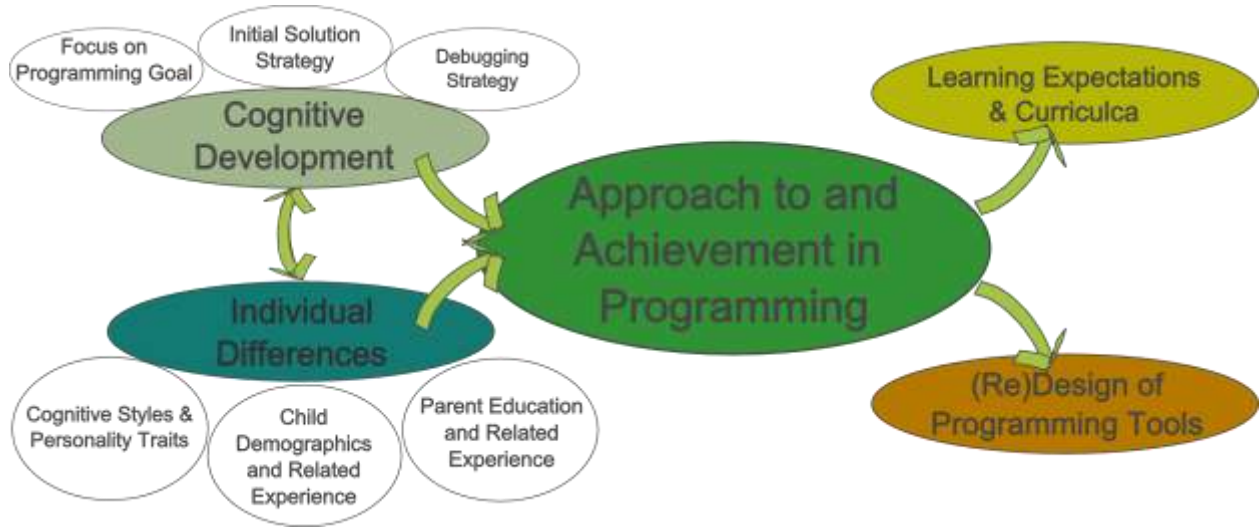 Focus on
Programming Goal
Initial Solution
Strategy
Debugging
Strategy
Cognitive
Development
Individual
Differences
Cognitive Styles &
Personality Traits
Child
Demographics
and Related
Experience
Parent Education
and Related
Experience
Approach to and
Achievement in
Programming
Learning Expectations
& Curriculca
(Re)Design of
Programming Tools